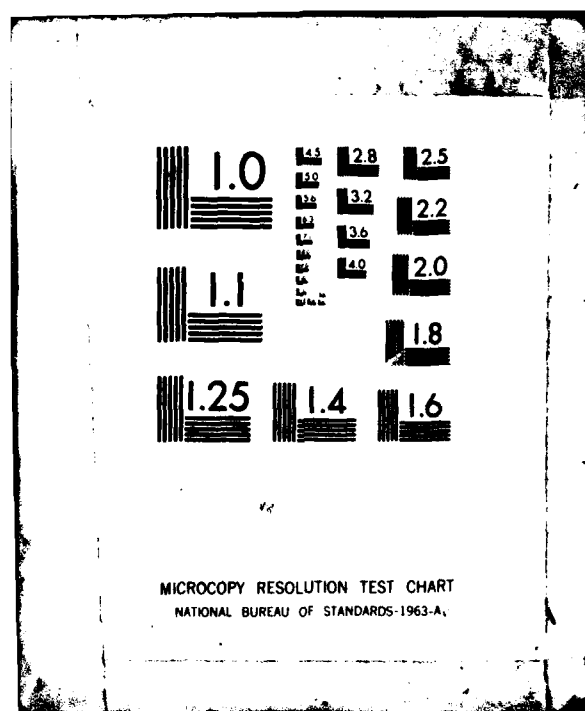 1.0
4.5 2.8 2.5
5.0
5.6 3.2 2.2
6.3
3.6
1.1
4.0 2.0
1.8
1.25 1.4 1.6
MICROCOPY RESOLUTION TEST CHART
NATIONAL BUREAU OF STANDARDS-1963-A